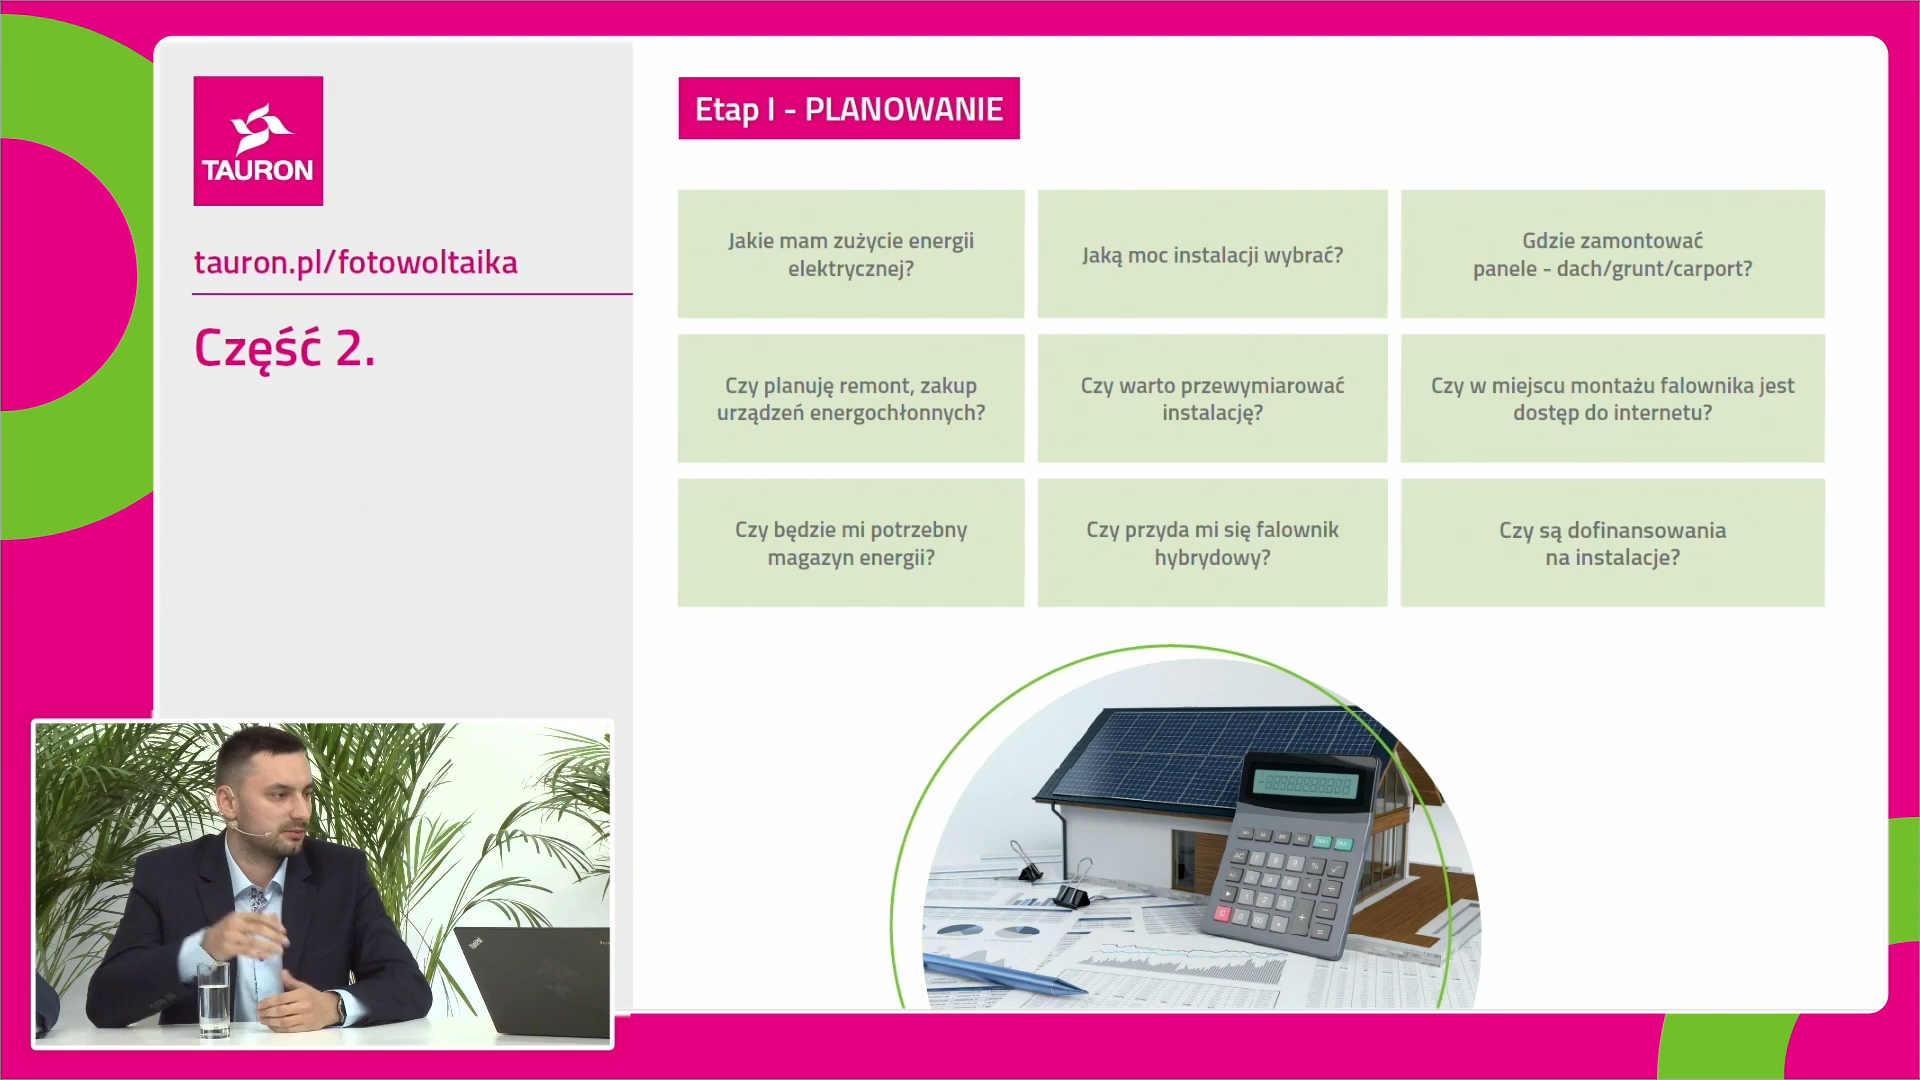 TAURON
tauron.pl/fotowoltaika
Część 2.
Etap I - PLANOWANIE
Jakie mam zużycie energii
elektrycznej?
Jaką moc instalacji wybrać?
Gdzie zamontować
panele - dach/grunt/carport?
Czy planuję remont, zakup
urządzeń energochłonnych?
Czy warto przewymiarować
instalację?
Czy w miejscu montażu falownika jest
dostęp do internetu?
Czy będzie mi potrzebny
magazyn energii?
Czy przyda mi się falownik
hybrydowy?
Czy są dofinansowania
na instalacje?
ThinkPad